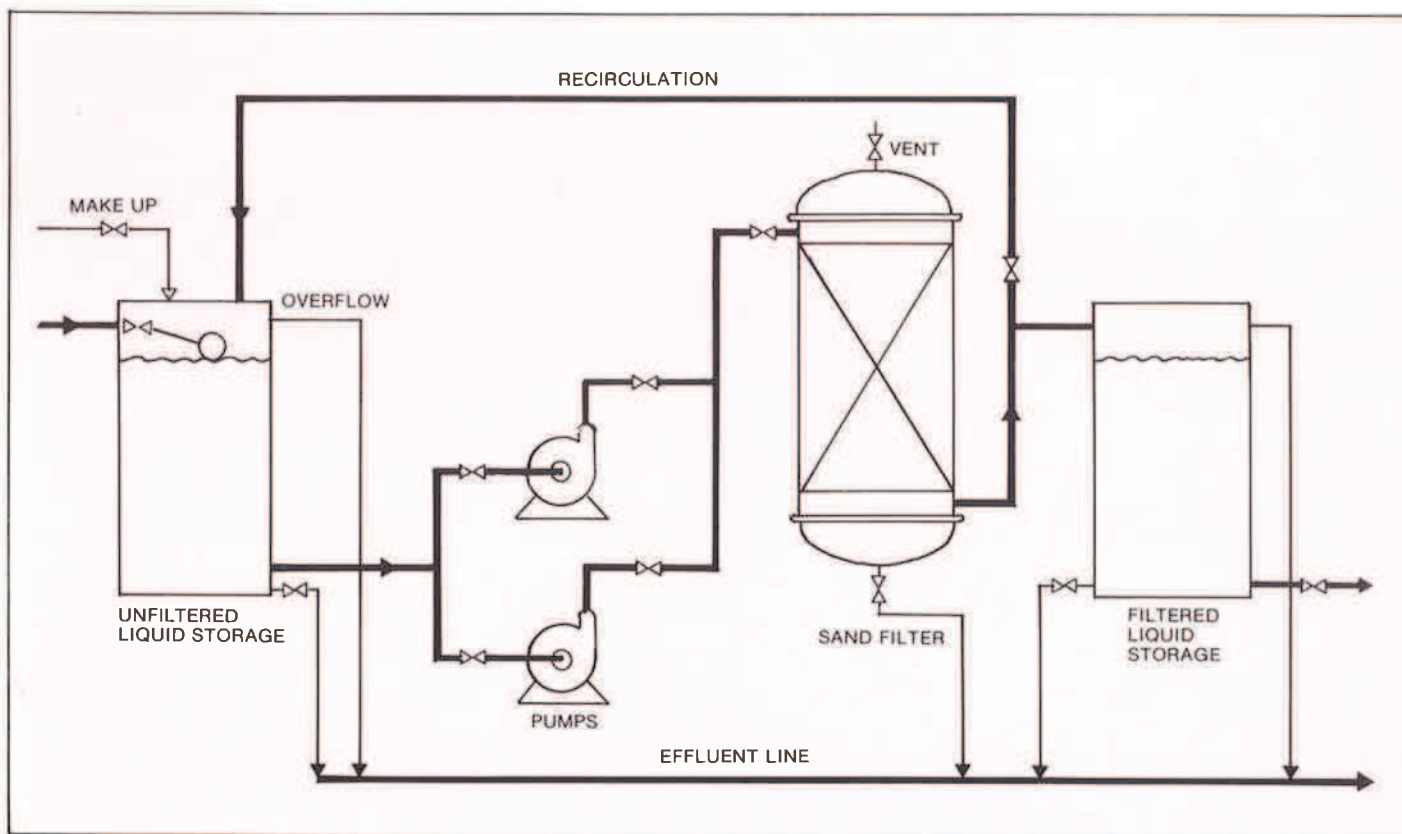 RECIRCULATION
VENT
MAKE UP
OVERFLOW
UNFILTERED
LIQUID STORAGE
SAND FILTER
FILTERED
LIQUID
STORAGE
PUMPS
EFFLUENT LINE